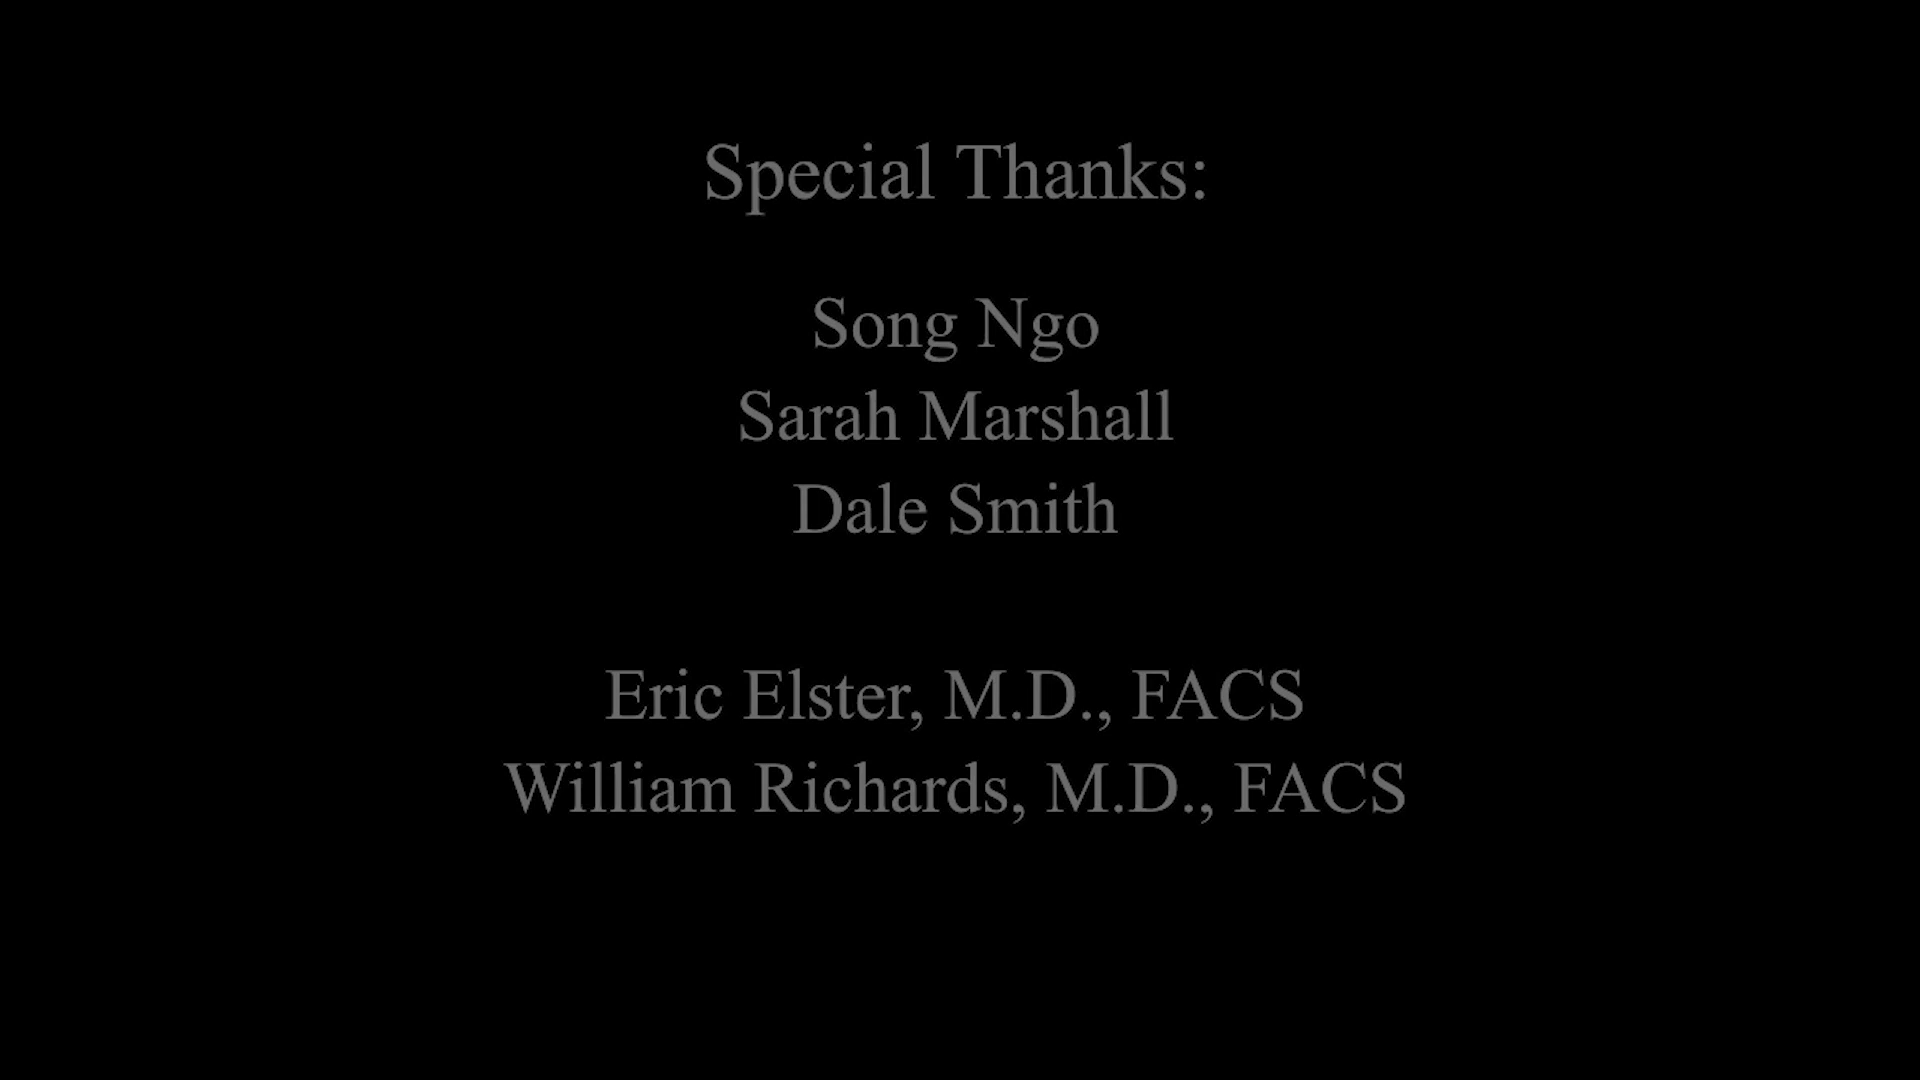 Special Thanks:
Song Ngo
Sarah Marshall
Dale Smith
Eric Elster, M.D., FACS
William Richards, M.D., FACS